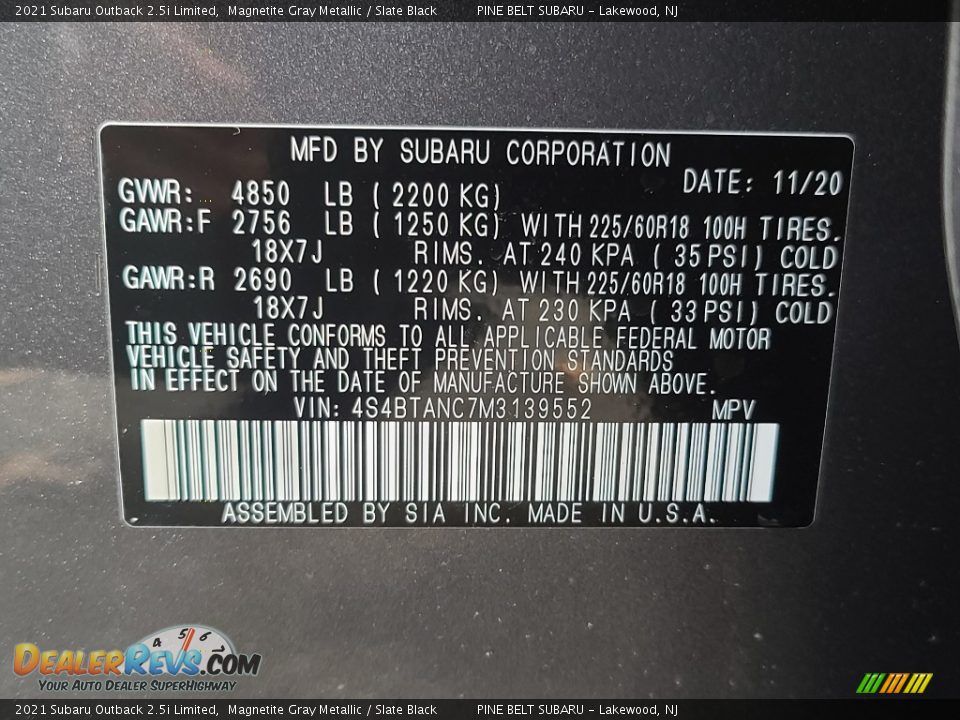 2021 Subaru Outback 2.5i Limited,  Magnetite Gray Metallic / Slate Black    PINE BELT SUBARU - Lakewood, NJ
MFD BY SUBARU CORPORATION
DATE: 11/20
GVWR: 4850 LB ( 2200 KG)
GAWR:F 2756 LB ( 1250 KG) WITH 225/60R18 100H TIRES.
18X7J RIMS. AT 240 KPA ( 35 PSI) COLD
GAWR:R 2690 LB ( 1220 KG) WITH 225/60R18 100H TIRES.
18X7J RIMS. AT 230 KPA ( 33 PSI) COLD
THIS VEHICLE CONFORMS TO ALL APPLICABLE FEDERAL MOTOR
VEHICLE SAFETY AND THEFT PREVENTION STANDARDS
IN EFFECT ON THE DATE OF MANUFACTURE SHOWN ABOVE.
VIN: 4S4BTANC7M3139552 MPV
ASSEMBLED BY SIA INC. MADE IN U.S.A.
4 5 6
DEALERREVS.COM
YOUR AUTO DEALER SUPERHIGHWAY
2021 Subaru Outback 2.5i Limited,  Magnetite Gray Metallic / Slate Black    PINE BELT SUBARU - Lakewood, NJ